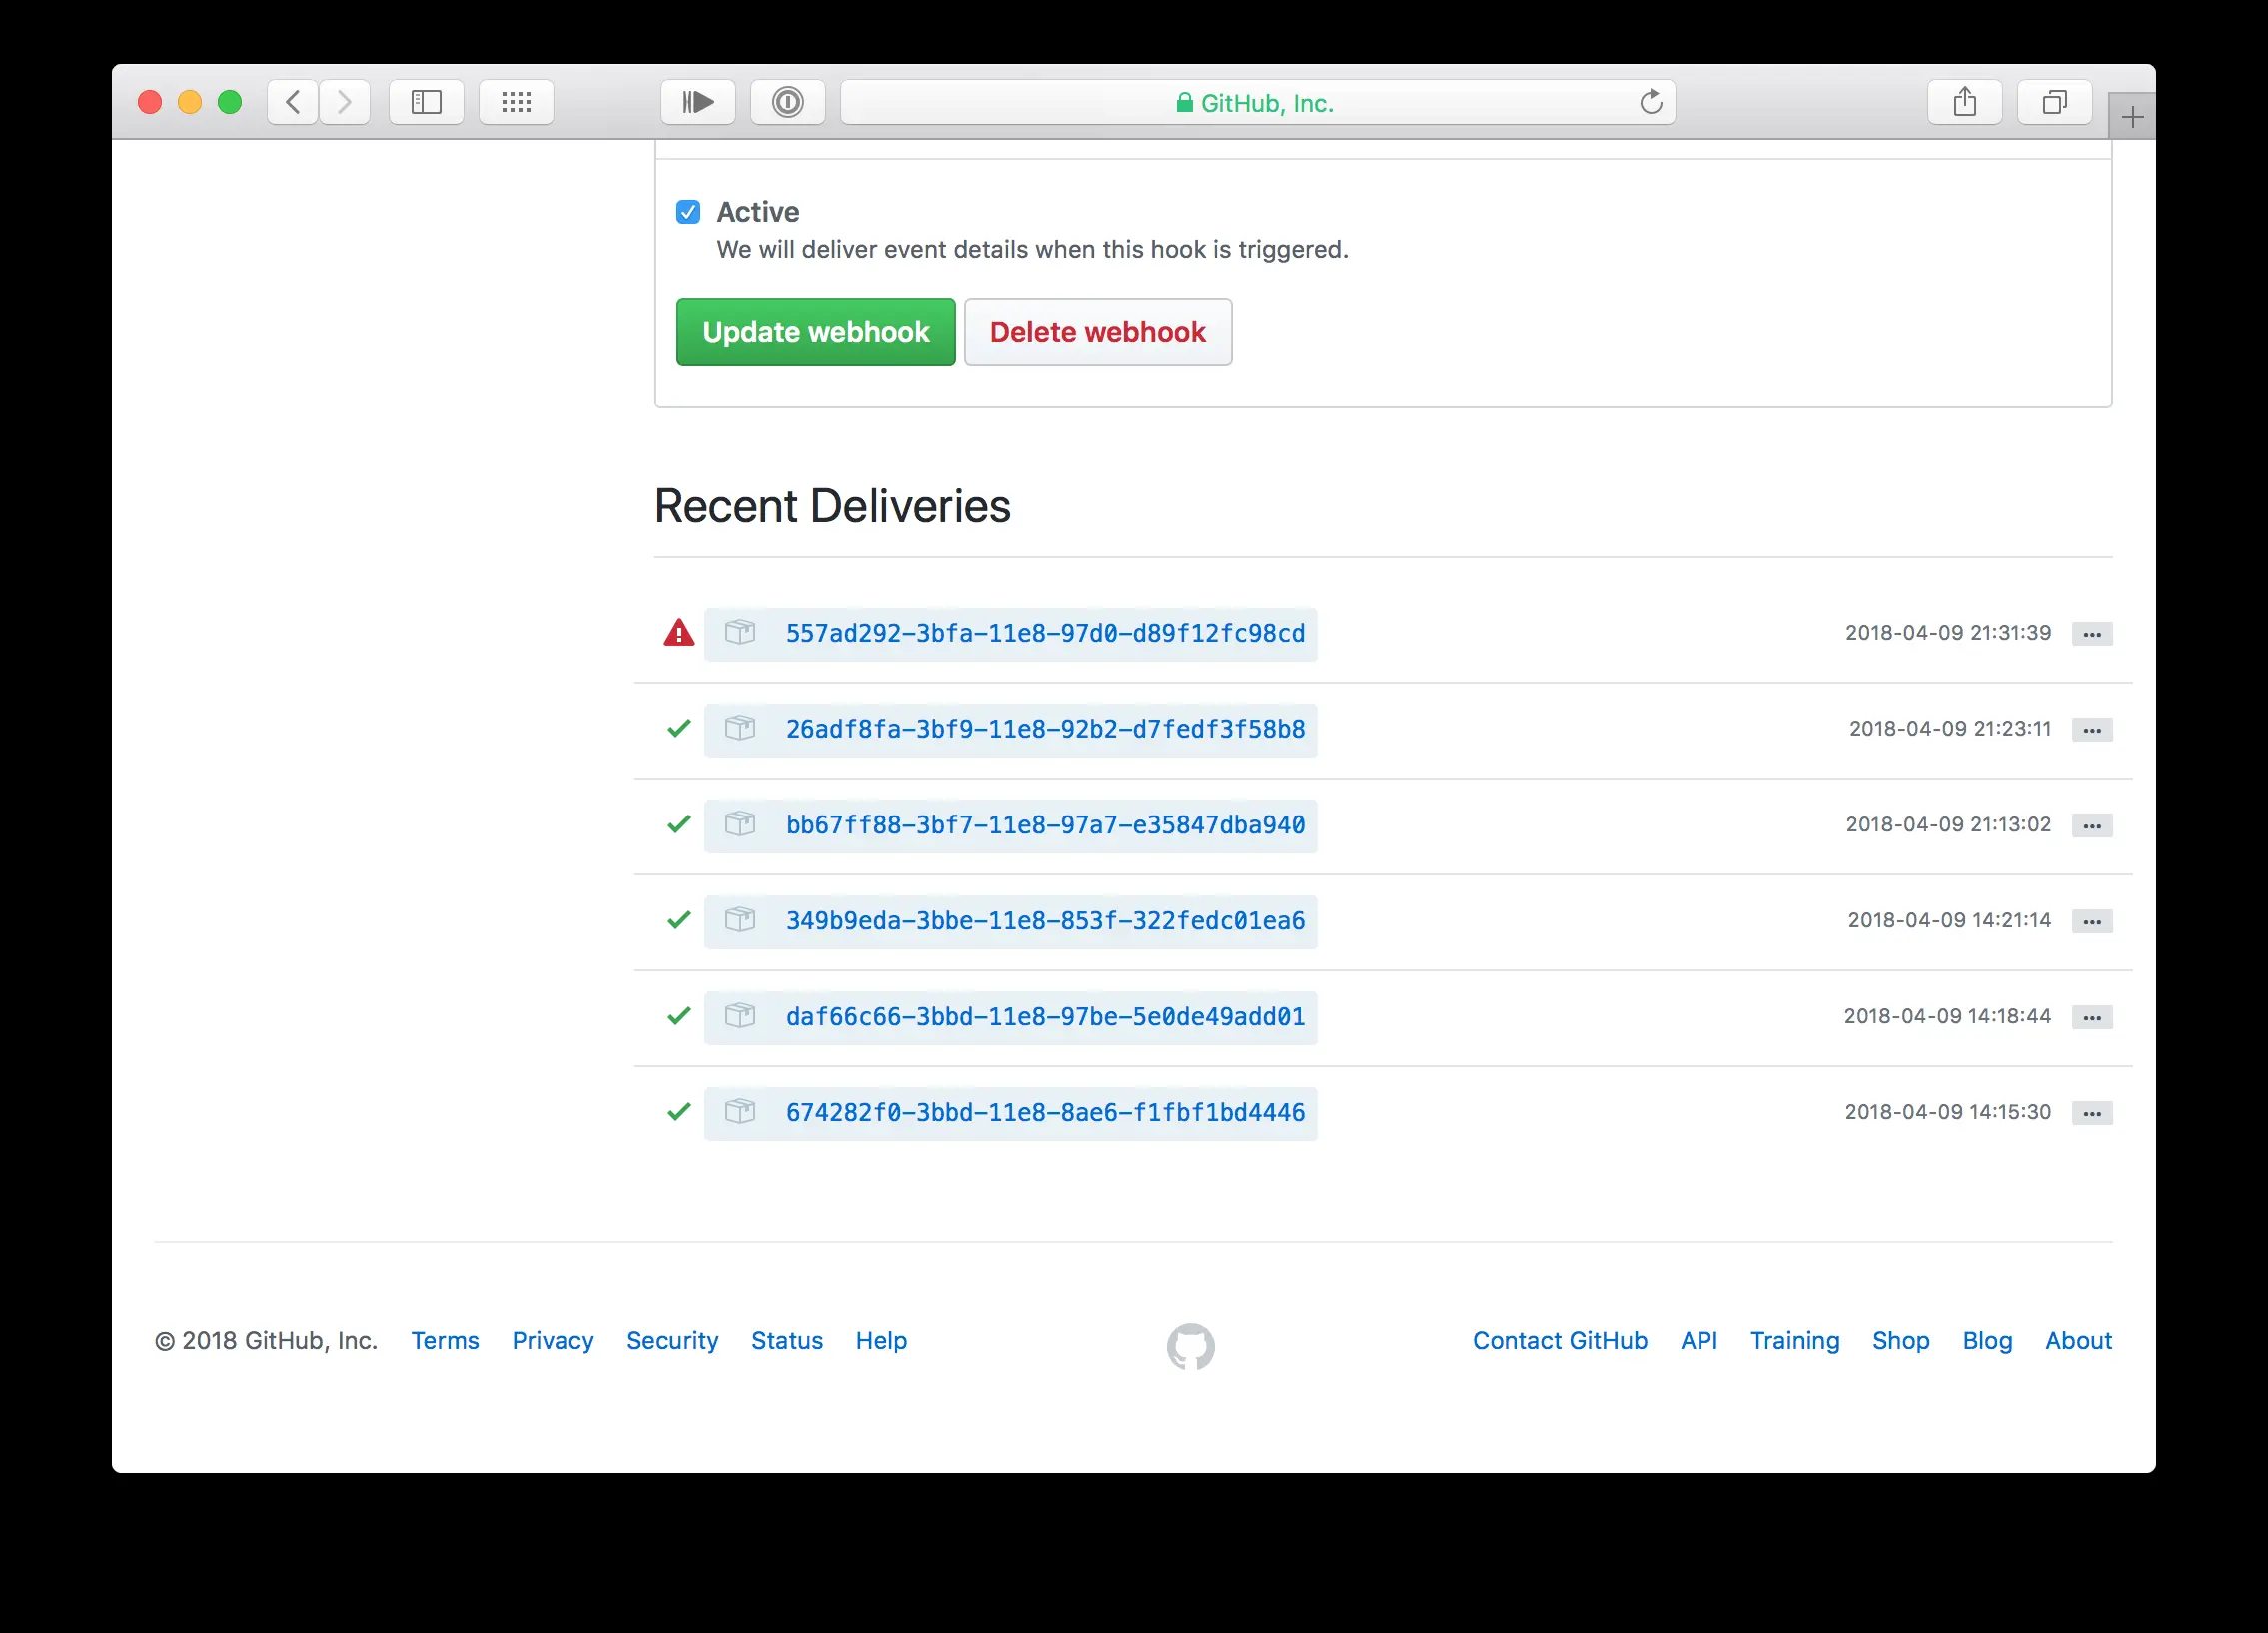 GitHub, Inc.
Active
We will deliver event details when this hook is triggered.
Update webhook Delete webhook
Recent Deliveries
557ad292-3bfa-11e8-97d0-d89f12fc98cd 2018-04-09 21:31:39
26adf8fa-3bf9-11e8-92b2-d7fedf3f58b8 2018-04-09 21:23:11
bb67ff88-3bf7-11e8-97a7-e35847dba940 2018-04-09 21:13:02
349b9eda-3bbe-11e8-853f-322fedc01ea6 2018-04-09 14:21:14
daf66c66-3bbd-11e8-97be-5e0de49add01 2018-04-09 14:18:44
674282f0-3bbd-11e8-8ae6-f1fbf1bd4446 2018-04-09 14:15:30
© 2018 GitHub, Inc. Terms Privacy Security Status Help Contact GitHub API Training Shop Blog About